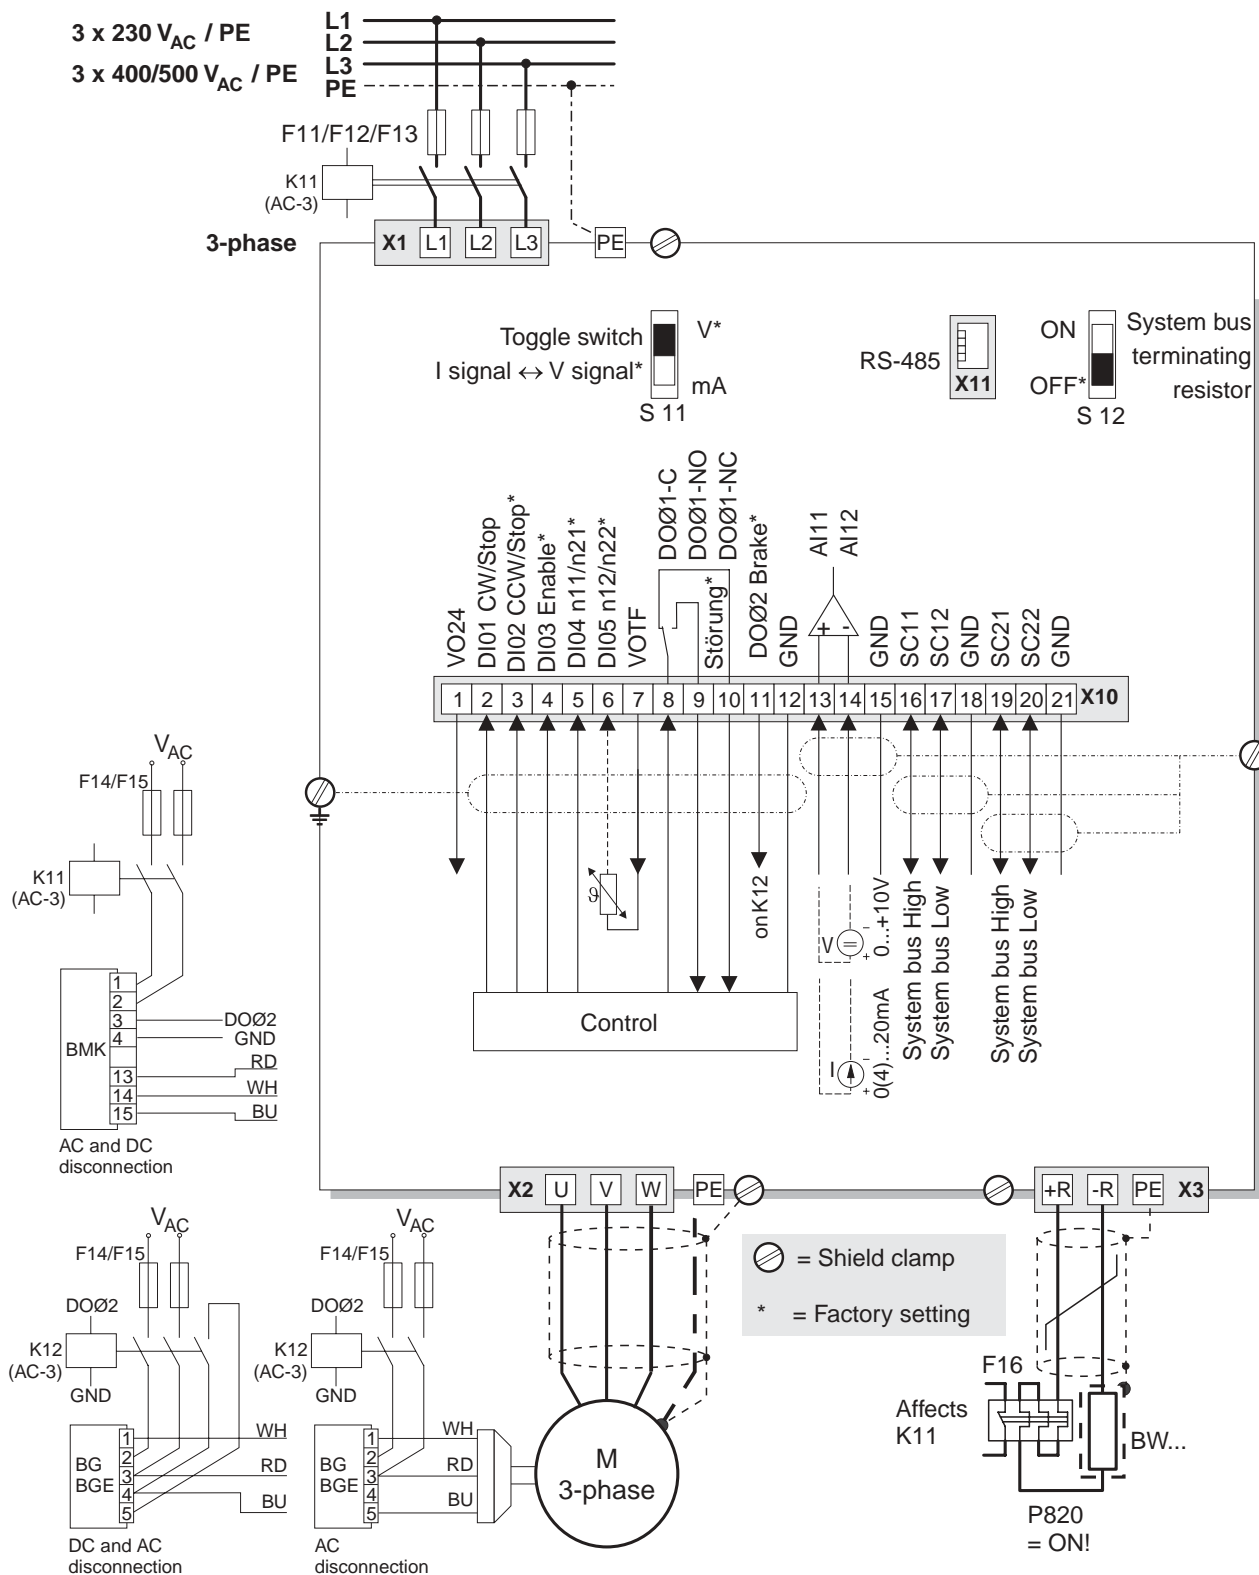 3 x 230 VAC / PE
3 x 400/500 VAC / PE
L1
L2
L3
PE
F11/F12/F13
K11
(AC-3)
3-phase
X1 L1 L2 L3 PE
Toggle switch
I signal ↔ V signal*
V*
mA
S 11
RS-485
X11
ON
OFF*
S 12
System bus
terminating
resistor
VO24
DI01 CW/Stop
DI02 CCW/Stop*
DI03 Enable*
DI04 n11/n21*
DI05 n12/n22*
VOTF
DOØ1-C
DOØ1-NO
DOØ1-NC
Störung*
DOØ2 Brake*
GND
AI11
AI12
+ -
GND
SC11
SC12
GND
SC21
SC22
GND
1 2 3 4 5 6 7 8 9 10 11 12 13 14 15 16 17 18 19 20 21 X10
ϑ
onK12
V = - +
0...+10V
I - +
0(4)...20mA
System bus High
System bus Low
System bus High
System bus Low
Control
VAC
F14/F15
K11
(AC-3)
BMK
1
2
3
4
13
14
15
DOØ2
GND
RD
WH
BU
AC and DC
disconnection
X2 U V W PE
+R -R PE X3
VAC
F14/F15
DOØ2
K12
(AC-3)
GND
BG
BGE
1
2
3
4
5
WH
RD
BU
DC and AC
disconnection
VAC
F14/F15
DOØ2
K12
(AC-3)
GND
BG
BGE
1
2
3
4
5
WH
RD
BU
AC
disconnection
M
3-phase
= Shield clamp
* = Factory setting
F16
Affects
K11
BW...
P820
= ON!